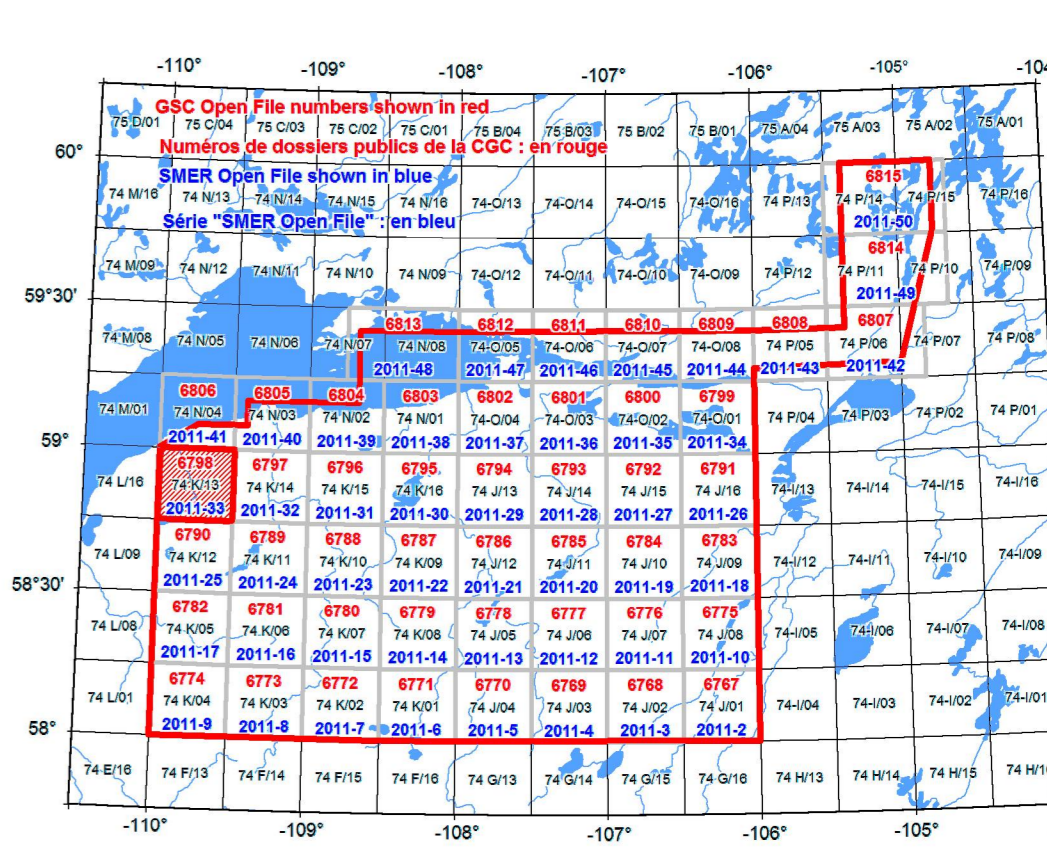 -110° -109° -108° -107° -106° -105° -104
GSC Open File numbers shown in red
75 D/01 75 C/04 75 C/03 75 C/02 75 C/01 75 B/04 75 B/03 75 B/02 75 B/01 75 A/04 75 A/03 75 A/02 75 A/01
Numéros de dossiers publics de la CGC : en rouge
60°
SMER Open File shown in blue
6815
74 M/16 74 N/13 74 N/14 74 N/15 74 N/16 74-O/13 74-O/14 74-O/15 74-O/16 74 P/13 74 P/14 74 P/15 74 P/16
Série "SMER Open File" : en bleu
2011-50
6814
74 M/09 74 N/12 74 N/11 74 N/10 74 N/09 74-O/12 74-O/11 74-O/10 74-O/09 74 P/12 74 P/11 74 P/10 74 P/09
2011-49
59°30'
6813 6812 6811 6810 6809 6808 6807
74 M/08 74 N/05 74 N/06 74 N/07 74 N/08 74-O/05 74-O/06 74-O/07 74-O/08 74 P/05 74 P/06 74 P/07 74 P/08
2011-48 2011-47 2011-46 2011-45 2011-44 2011-43 2011-42
6806 6805 6804 6803 6802 6801 6800 6799
74 M/01 74 N/04 74 N/03 74 N/02 74 N/01 74-O/04 74-O/03 74-O/02 74-O/01 74 P/04 74 P/03 74 P/02 74 P/01
2011-41 2011-40 2011-39 2011-38 2011-37 2011-36 2011-35 2011-34
59°
6798 6797 6796 6795 6794 6793 6792 6791
74 L/16 74 K/13 74 K/14 74 K/15 74 K/16 74 J/13 74 J/14 74 J/15 74 J/16 74-I/13 74-I/14 74-I/15 74-I/16
2011-33 2011-32 2011-31 2011-30 2011-29 2011-28 2011-27 2011-26
6790 6789 6788 6787 6786 6785 6784 6783
74 L/09 74 K/12 74 K/11 74 K/10 74 K/09 74 J/12 74 J/11 74 J/10 74 J/09 74-I/12 74-I/11 74-I/10 74-I/09
2011-25 2011-24 2011-23 2011-22 2011-21 2011-20 2011-19 2011-18
58°30'
6782 6781 6780 6779 6778 6777 6776 6775
74 L/08 74 K/05 74 K/06 74 K/07 74 K/08 74 J/05 74 J/06 74 J/07 74 J/08 74-I/05 74-I/06 74-I/07 74-I/08
2011-17 2011-16 2011-15 2011-14 2011-13 2011-12 2011-11 2011-10
6774 6773 6772 6771 6770 6769 6768 6767
74 L/01 74 K/04 74 K/03 74 K/02 74 K/01 74 J/04 74 J/03 74 J/02 74 J/01 74-I/04 74-I/03 74-I/02 74-I/01
2011-9 2011-8 2011-7 2011-6 2011-5 2011-4 2011-3 2011-2
58°
74-E/16 74 F/13 74 F/14 74 F/15 74 F/16 74 G/13 74 G/14 74 G/15 74-G/16 74 H/13 74 H/14 74 H/15 74 H/1
-110° -109° -108° -107° -106° -105°